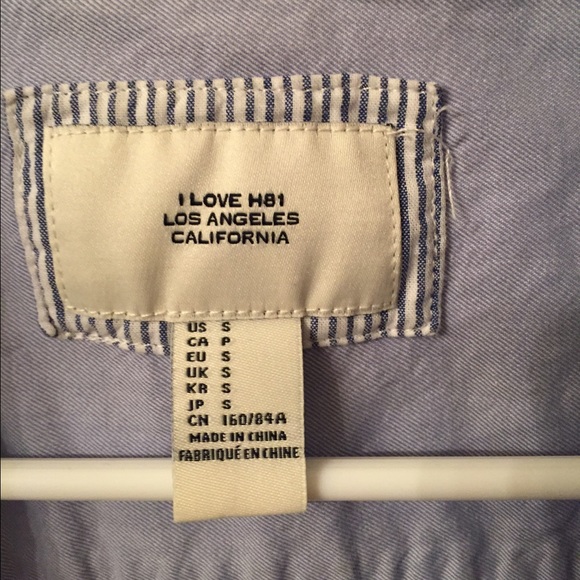 I LOVE H81
LOS ANGELES
CALIFORNIA
US S
CA P
EU S
UK S
KR S
JP S
CN 160/84A
MADE IN CHINA
FABRIQUÉ EN CHINE